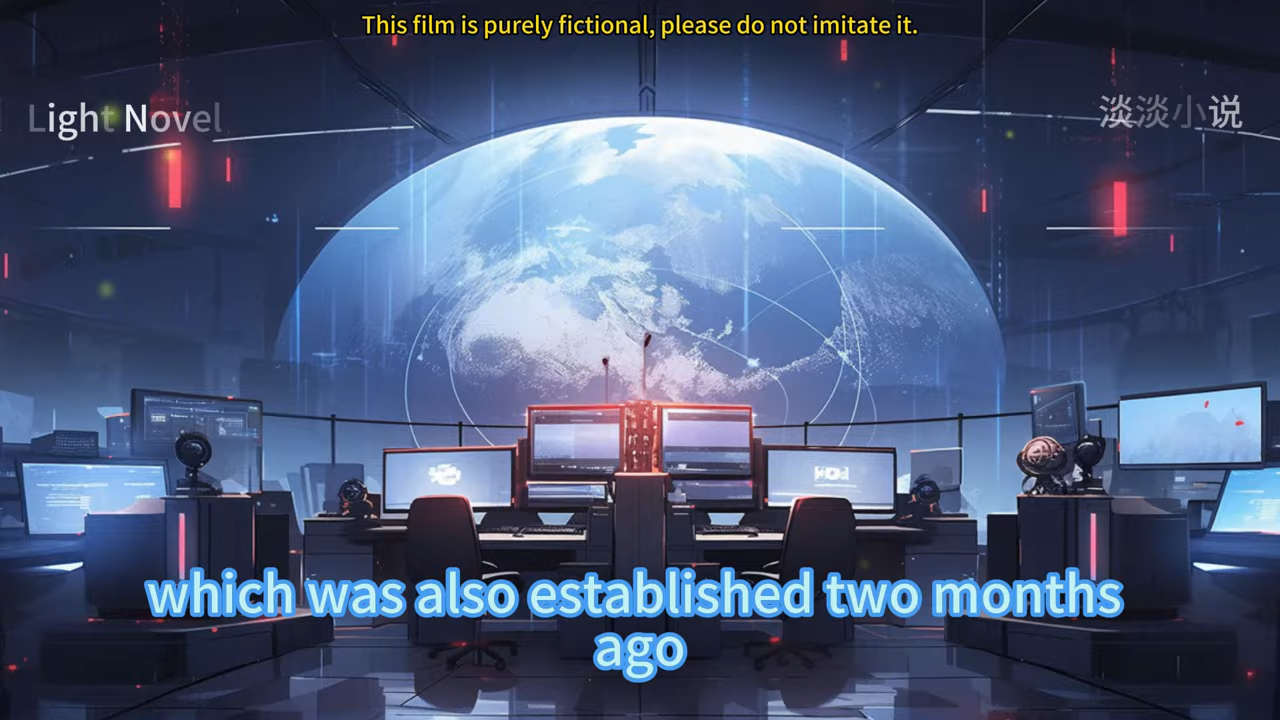 This film is purely fictional, please do not imitate it.
Light Novel
淡淡小说
which was also established two months
ago